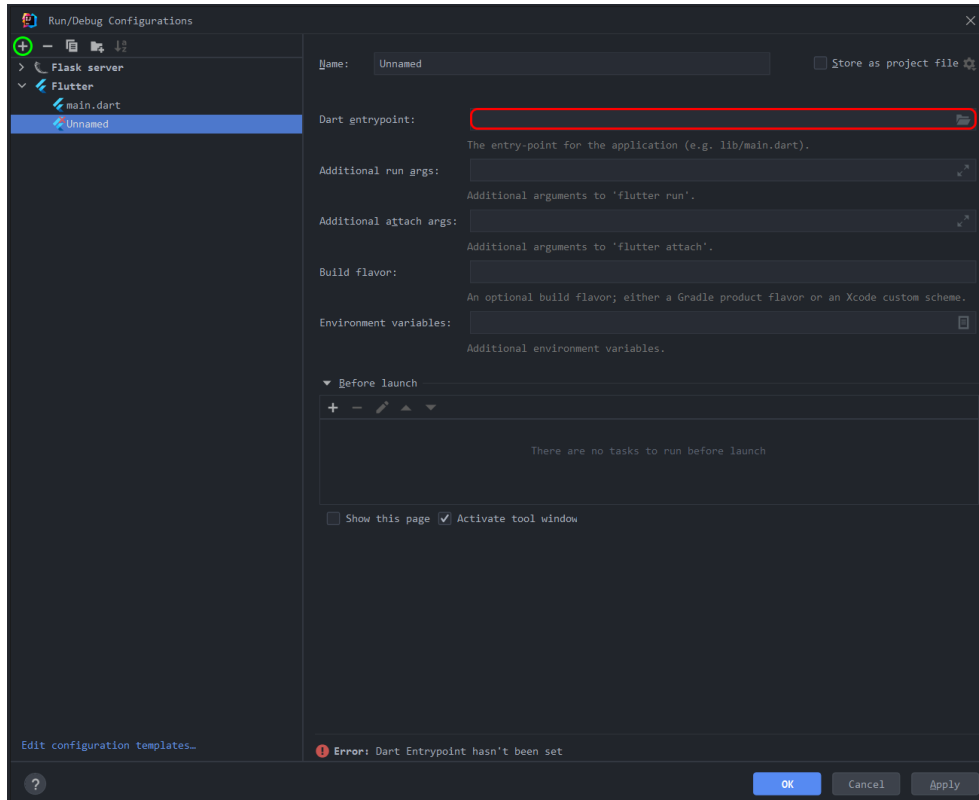 Run/Debug Configurations
Flask server
Flutter
main.dart
Unnamed
Edit configuration templates…
Name: Unnamed Store as project file
Dart entrypoint:
The entry-point for the application (e.g. lib/main.dart).
Additional run args:
Additional arguments to 'flutter run'.
Additional attach args:
Additional arguments to 'flutter attach'.
Build flavor:
An optional build flavor; either a Gradle product flavor or an Xcode custom scheme.
Environment variables:
Additional environment variables.
Before launch
There are no tasks to run before launch
Show this page Activate tool window
Error: Dart Entrypoint hasn't been set
? OK Cancel Apply